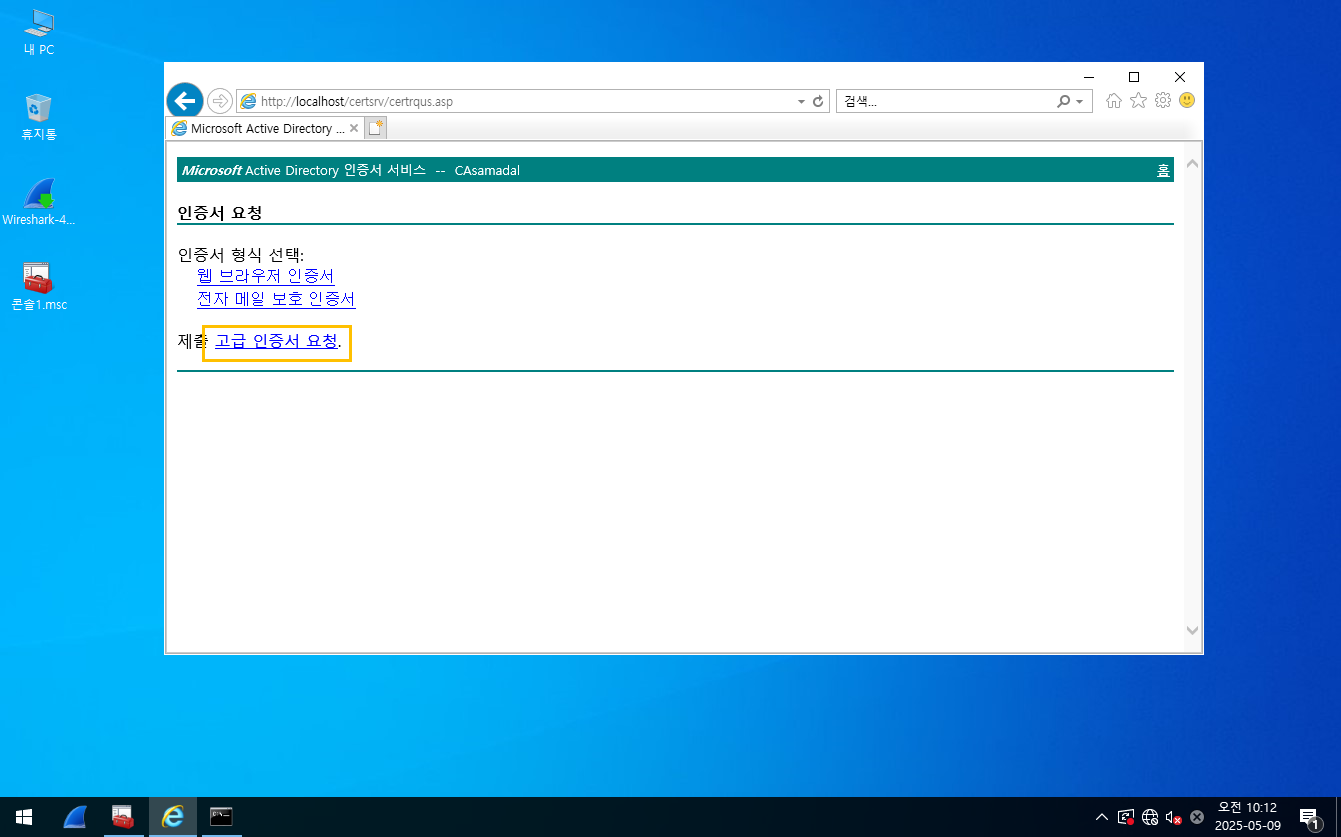 내 PC
휴지통
Wireshark-4...
콘솔1.msc
http://localhost/certsrv/certrqus.asp
검색...
Microsoft Active Directory ...
Microsoft Active Directory 인증서 서비스 -- CAsamadal
홈
인증서 요청
인증서 형식 선택:
웹 브라우저 인증서
전자 메일 보호 인증서
제출 고급 인증서 요청.
오전 10:12
2025-05-09
1